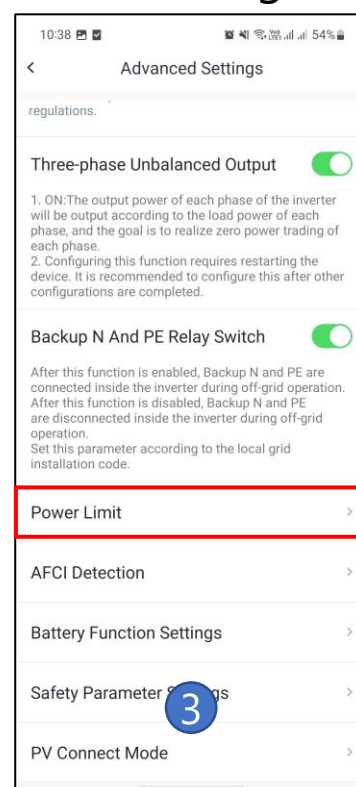 10:38 54%
Advanced Settings
regulations.
Three-phase Unbalanced Output
1. ON:The output power of each phase of the inverter
will be output according to the load power of each
phase, and the goal is to realize zero power trading of
each phase.
2. Configuring this function requires restarting the
device. It is recommended to configure this after other
configurations are completed.
Backup N And PE Relay Switch
After this function is enabled, Backup N and PE are
connected inside the inverter during off-grid operation.
After this function is disabled, Backup N and PE
are disconnected inside the inverter during off-grid
operation.
Set this parameter according to the local grid
installation code.
Power Limit
AFCI Detection
Battery Function Settings
Safety Parameter
3
PV Connect Mode